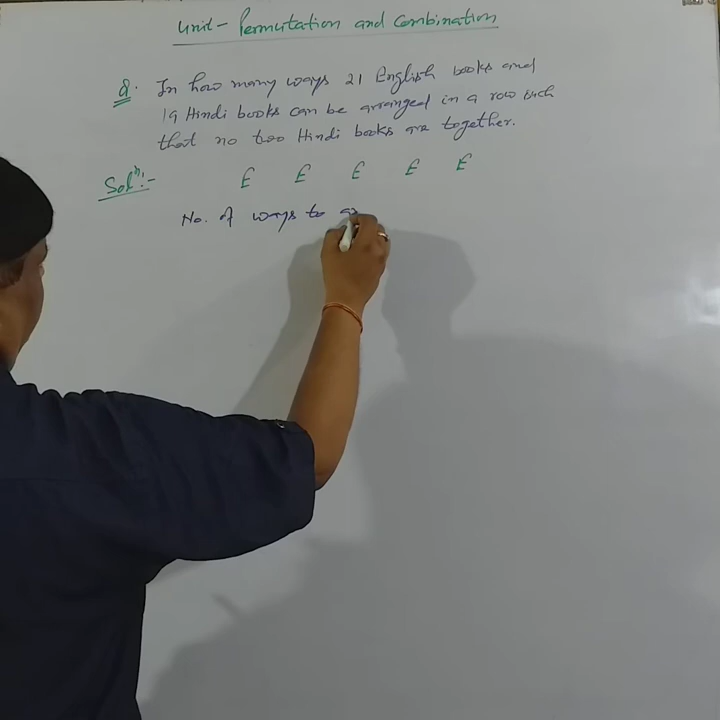 Unit - Permutation and Combination
Q. In how many ways 21 English books and
19 Hindi books can be arranged in a row such
that no two Hindi books are together.
Solⁿ:-
E E E E E
No. of ways to